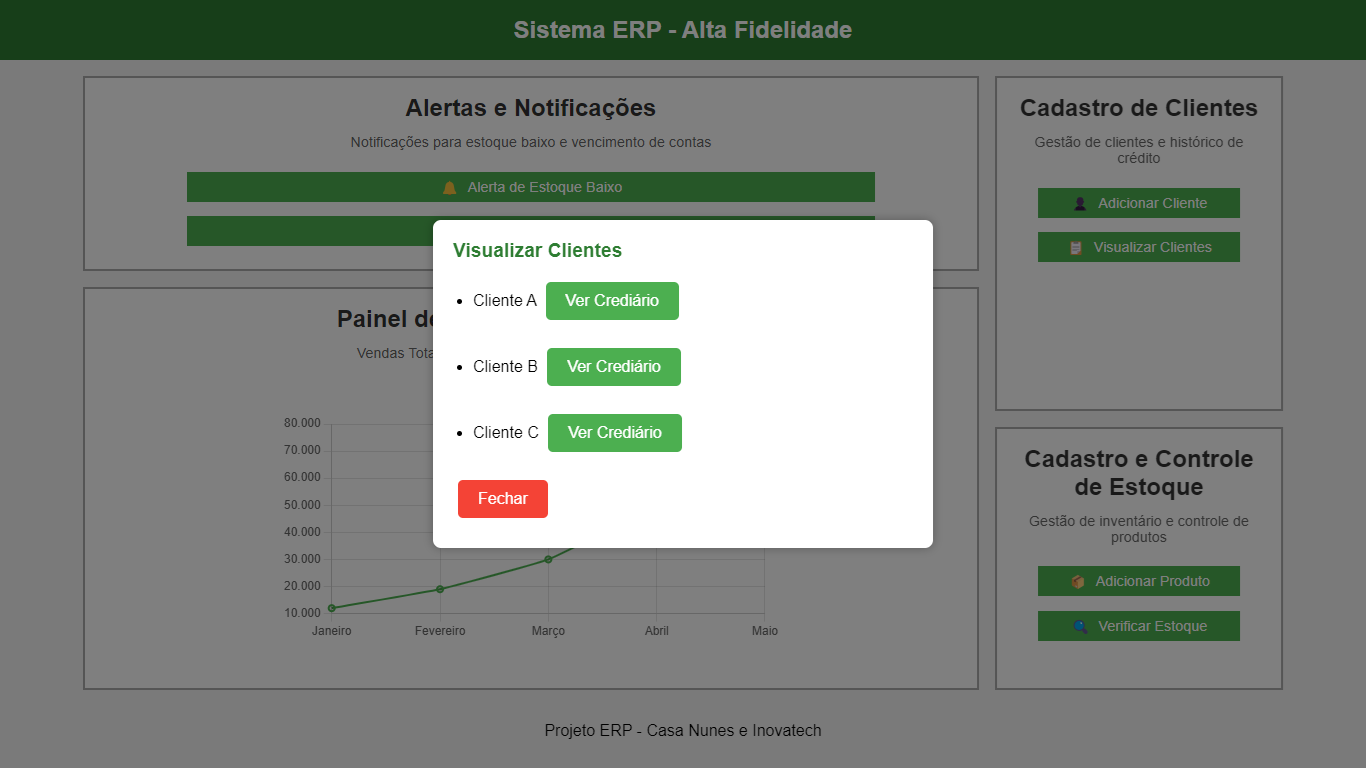 Sistema ERP - Alta Fidelidade
Alertas e Notificações
Notificações para estoque baixo e vencimento de contas
Alerta de Estoque Baixo
Cadastro de Clientes
Gestão de clientes e histórico de
crédito
Adicionar Cliente
Visualizar Clientes
Visualizar Clientes
Cliente A Ver Crediário
Cliente B Ver Crediário
Cliente C Ver Crediário
Fechar
Painel
Vendas
80.000
70.000
60.000
50.000
40.000
30.000
20.000
10.000
Janeiro Fevereiro Março Abril Maio
Cadastro e Controle
de Estoque
Gestão de inventário e controle de
produtos
Adicionar Produto
Verificar Estoque
Projeto ERP - Casa Nunes e Inovatech